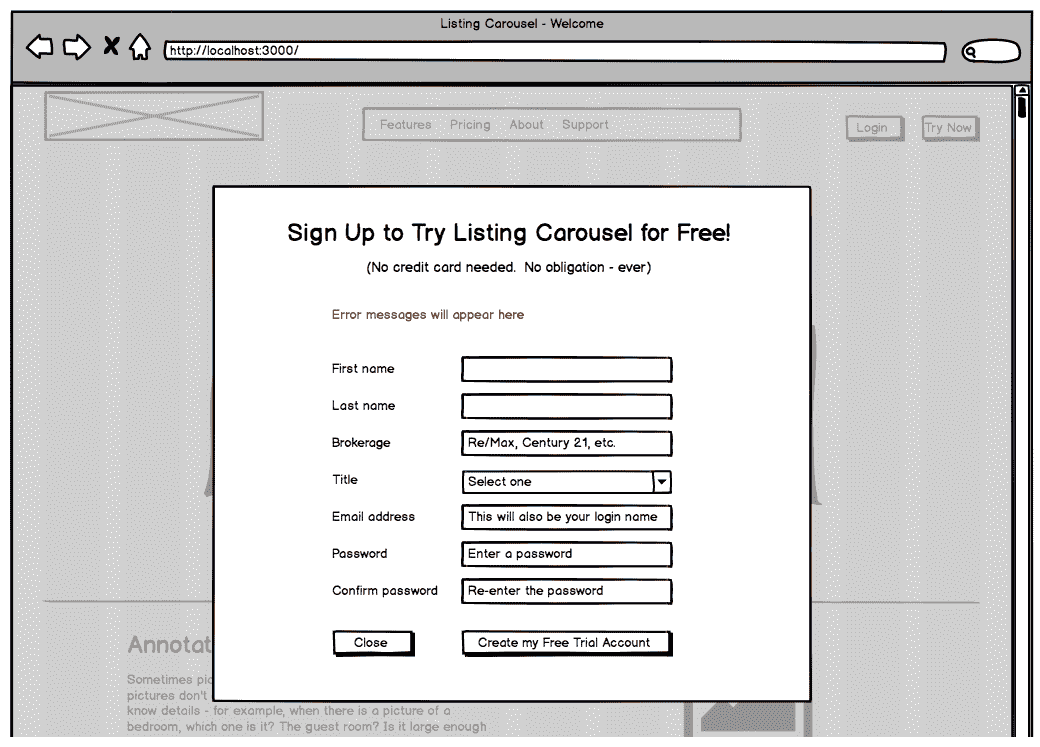 Listing Carousel - Welcome
http://localhost:3000/
Features Pricing About Support
Login
Try Now
Sign Up to Try Listing Carousel for Free!
(No credit card needed. No obligation - ever)
Error messages will appear here
First name
Last name
Brokerage Re/Max, Century 21, etc.
Title Select one
Email address This will also be your login name
Password Enter a password
Confirm password Re-enter the password
Close Create my Free Trial Account
Sometimes
pictures don't
know details - for example, when there is a picture of a
bedroom, which one is it? The guest room? Is it large enough